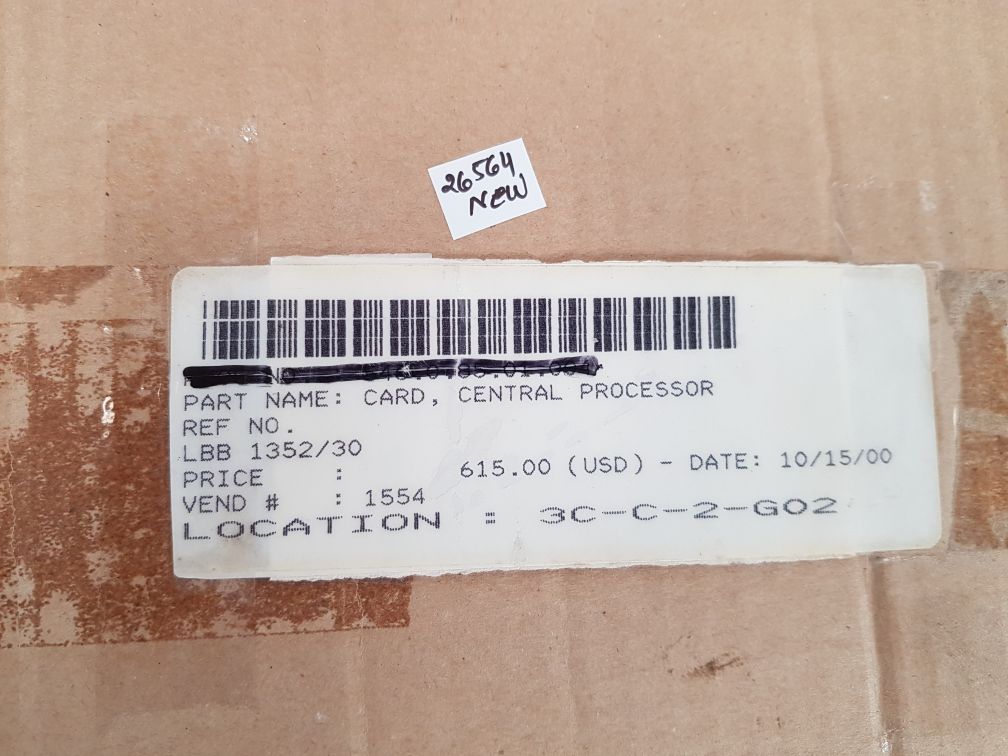 26564
NEW
PART NAME: CARD, CENTRAL PROCESSOR
REF NO.
LBB 1352/30
PRICE : 615.00 (USD) - DATE: 10/15/00
VEND # : 1554
LOCATION : 3C-C-2-G02